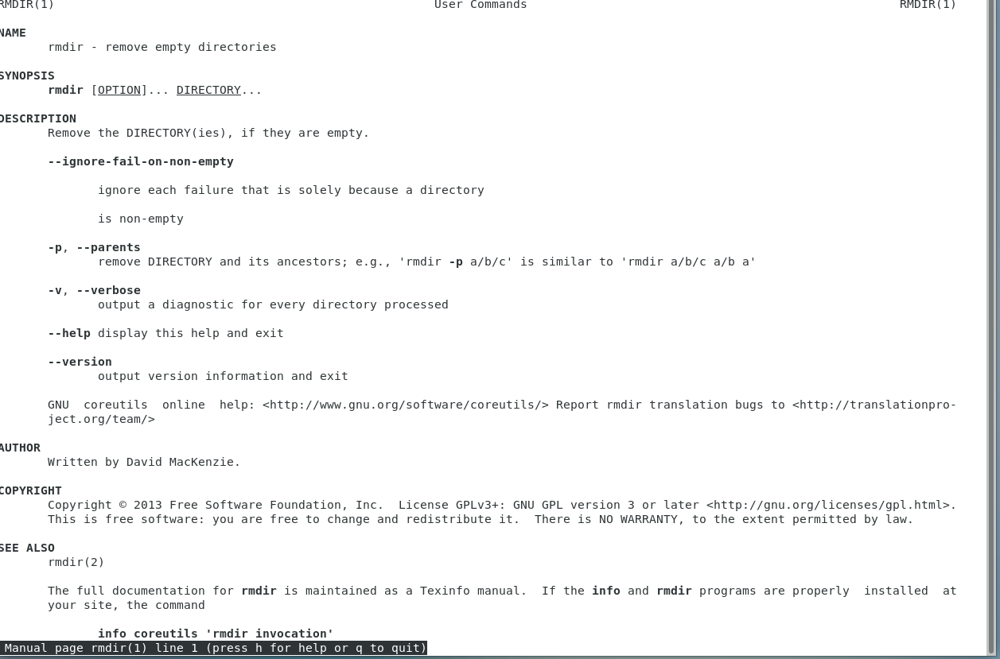 RMDIR(1) User Commands RMDIR(1)
NAME
rmdir - remove empty directories
SYNOPSIS
rmdir [OPTION]... DIRECTORY...
DESCRIPTION
Remove the DIRECTORY(ies), if they are empty.
--ignore-fail-on-non-empty
ignore each failure that is solely because a directory
is non-empty
-p, --parents
remove DIRECTORY and its ancestors; e.g., 'rmdir -p a/b/c' is similar to 'rmdir a/b/c a/b a'
-v, --verbose
output a diagnostic for every directory processed
--help display this help and exit
--version
output version information and exit
GNU coreutils online help: <http://www.gnu.org/software/coreutils/> Report rmdir translation bugs to <http://translationpro-
ject.org/team/>
AUTHOR
Written by David MacKenzie.
COPYRIGHT
Copyright © 2013 Free Software Foundation, Inc. License GPLv3+: GNU GPL version 3 or later <http://gnu.org/licenses/gpl.html>.
This is free software: you are free to change and redistribute it. There is NO WARRANTY, to the extent permitted by law.
SEE ALSO
rmdir(2)
The full documentation for rmdir is maintained as a Texinfo manual. If the info and rmdir programs are properly installed at
your site, the command
info coreutils 'rmdir invocation'
Manual page rmdir(1) line 1 (press h for help or q to quit)